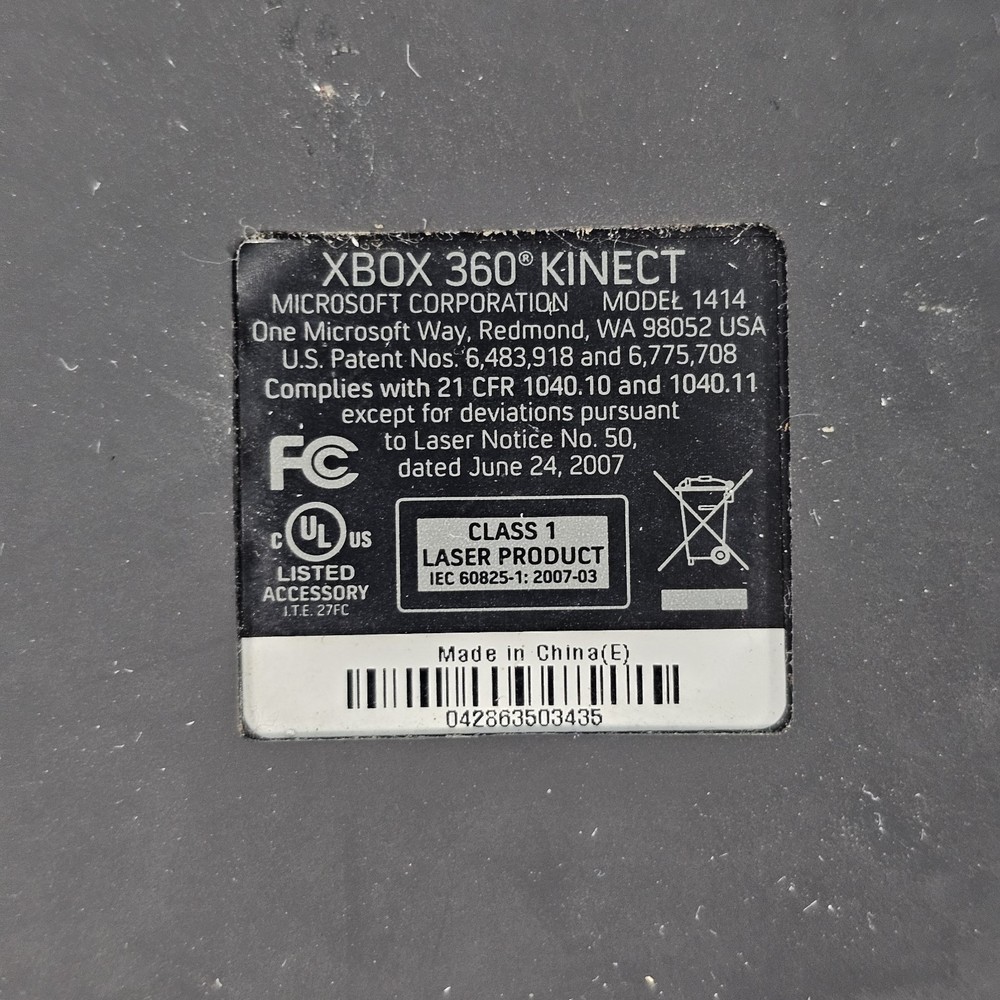 XBOX 360® KINECT
MICROSOFT CORPORATION MODEL 1414
One Microsoft Way, Redmond, WA 98052 USA
U.S. Patent Nos. 6,483,918 and 6,775,708
Complies with 21 CFR 1040.10 and 1040.11
except for deviations pursuant
to Laser Notice No. 50,
dated June 24, 2007
FC
C UL US
LISTED
ACCESSORY
I.T.E. 27FC
CLASS 1
LASER PRODUCT
IEC 60825-1: 2007-03
Made in China(E)
042863503435